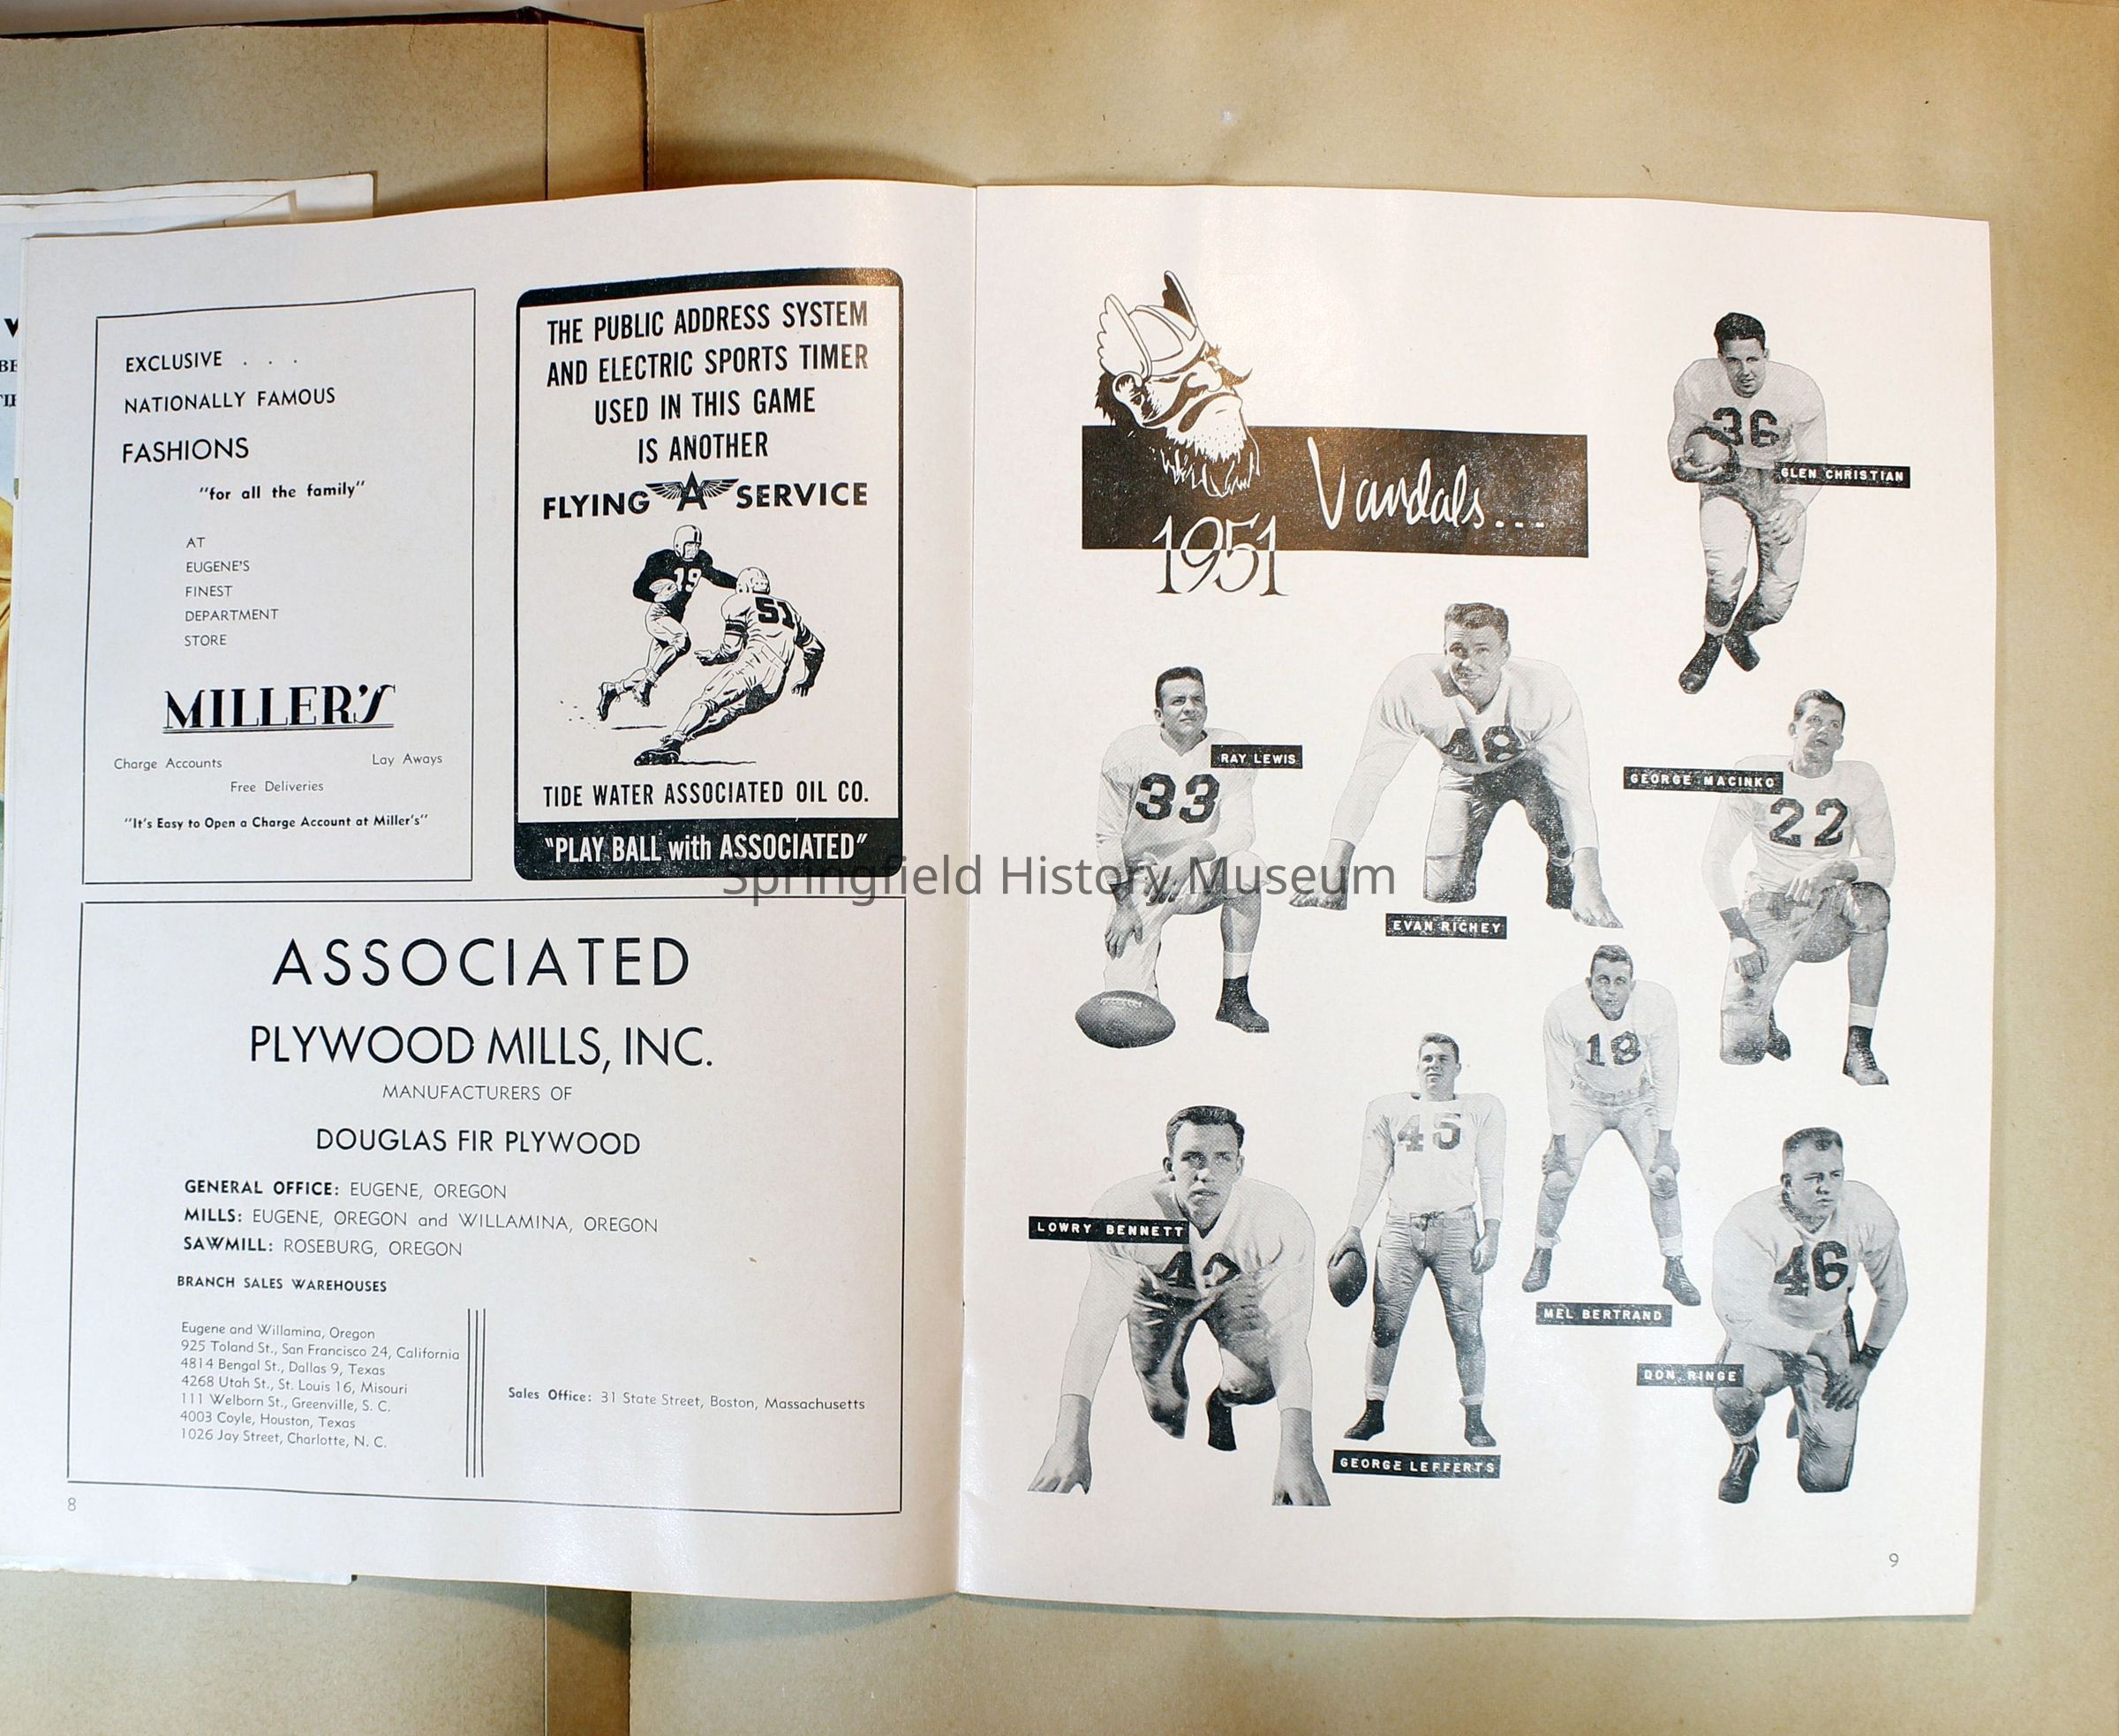 EXCLUSIVE . . .
NATIONALLY FAMOUS
FASHIONS
"for all the family"
AT
EUGENE'S
FINEST
DEPARTMENT
STORE
MILLER'S
Charge Accounts
Lay Aways
Free Deliveries
"It's Easy to Open a Charge Account at Miller's"
THE PUBLIC ADDRESS SYSTEM
AND ELECTRIC SPORTS TIMER
USED IN THIS GAME
IS ANOTHER
FLYING A SERVICE
19
51
TIDE WATER ASSOCIATED OIL CO.
"PLAY BALL with ASSOCIATED"
ASSOCIATED
PLYWOOD MILLS, INC.
MANUFACTURERS OF
DOUGLAS FIR PLYWOOD
GENERAL OFFICE: EUGENE, OREGON
MILLS: EUGENE, OREGON and WILLAMINA, OREGON
SAWMILL: ROSEBURG, OREGON
BRANCH SALES WAREHOUSES
Eugene and Willamina, Oregon
925 Toland St., San Francisco 24, California
4814 Bengal St., Dallas 9, Texas
4268 Utah St., St. Louis 16, Misouri
111 Welborn St., Greenville, S. C.
4003 Coyle, Houston, Texas
1026 Jay Street, Charlotte, N. C.
Sales Office: 31 State Street, Boston, Massachusetts
8
Vandals...
1951
36
GLEN CHRISTIAN
RAY LEWIS
33
48
EVAN RICHEY
GEORGE MACINKO
22
18
MEL BERTRAND
45
GEORGE LEFFERTS
LOWRY BENNETT
46
DON RINGE
9
Springfield History Museum